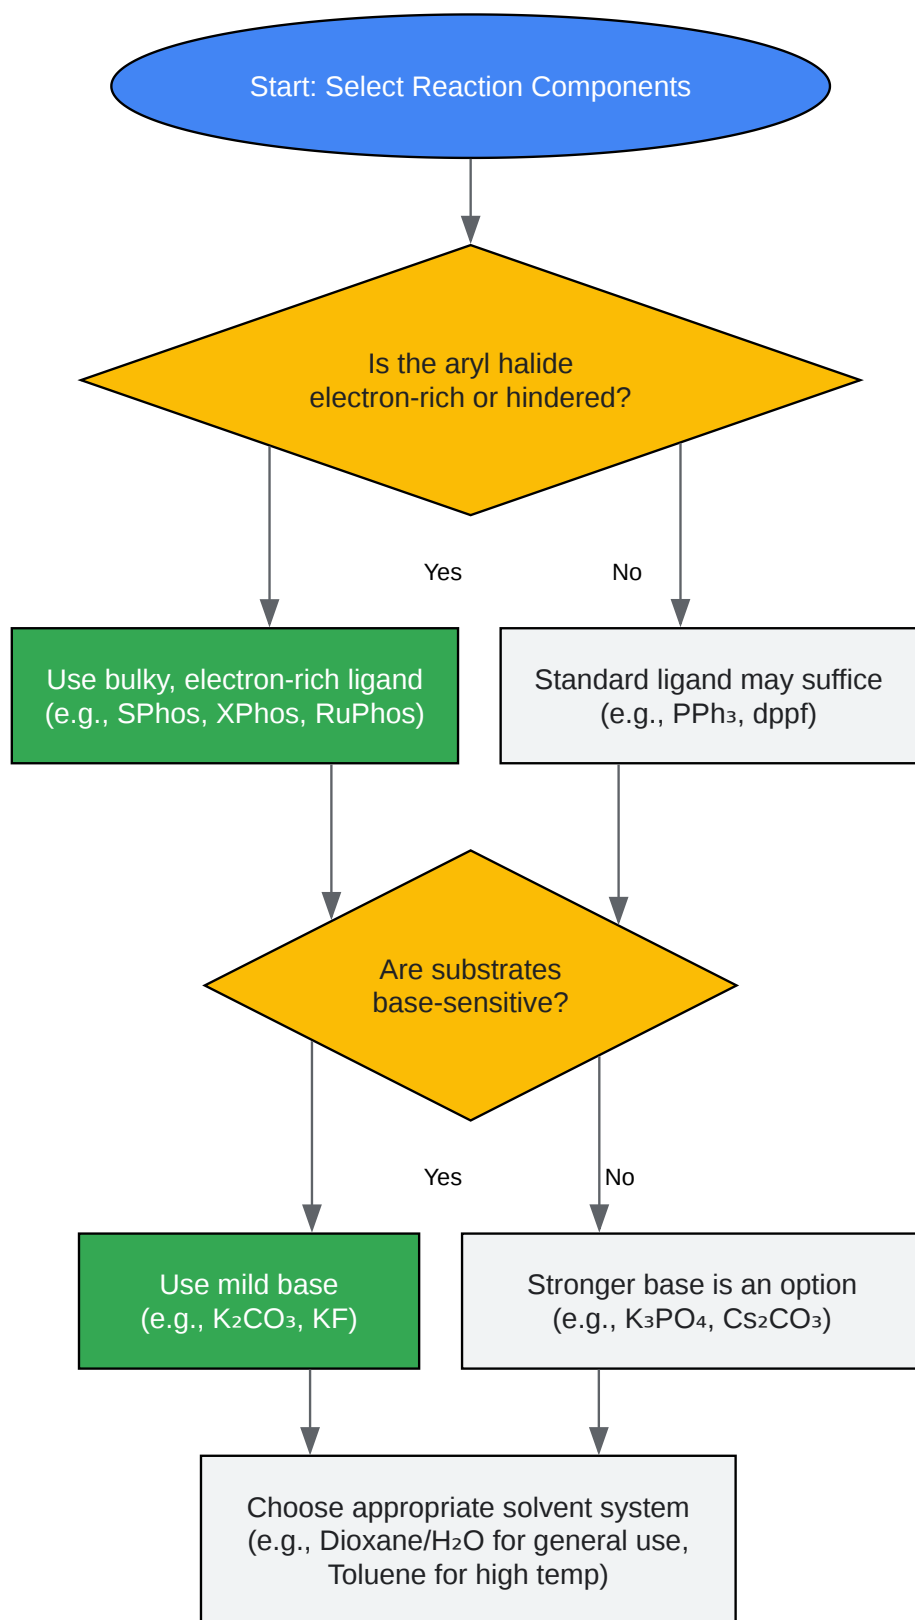 Start: Select Reaction Components
Is the aryl halide
electron-rich or hindered?
Yes
No
Use bulky, electron-rich ligand
(e.g., SPhos, XPhos, RuPhos)
Standard ligand may suffice
(e.g., PPh₃, dppf)
Are substrates
base-sensitive?
Yes
No
Use mild base
(e.g., K₂CO₃, KF)
Stronger base is an option
(e.g., K₃PO₄, Cs₂CO₃)
Choose appropriate solvent system
(e.g., Dioxane/H₂O for general use,
Toluene for high temp)